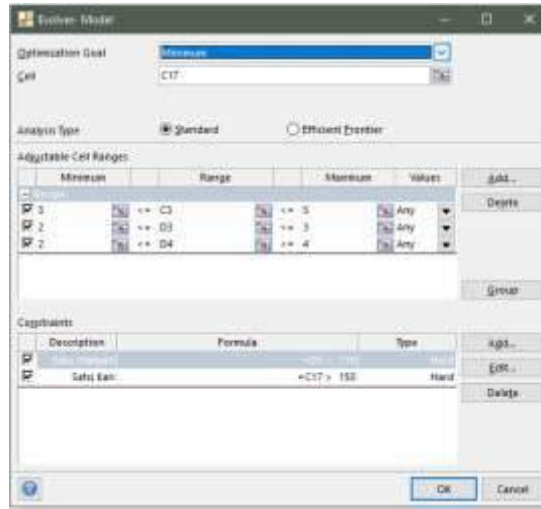 Evolver- Model
Optimization Goal Minimum
Cell C17
Analysis Type Standard Efficient Frontier
Adjustable Cell Ranges
Minimum Range Maximum Values Add...
Delete
3 <= C3 <= 5 Any
2 <= D3 <= 3 Any
2 <= D4 <= 4 Any
Group
Constraints
Description Formula Type Add...
Hard Edit...
=C17 > 150 Hard
Delete
OK Cancel